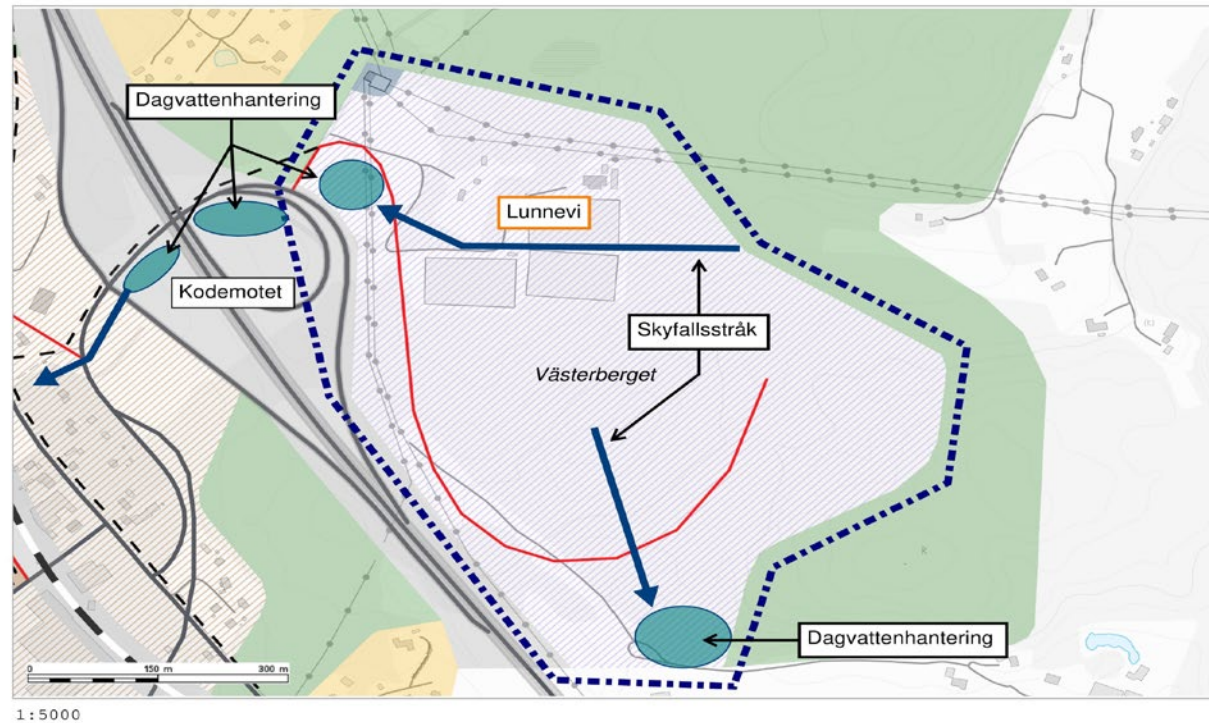 Dagvattenhantering
Lunnevi
Kodemotet
Skyfallsstråk
Västerberget
Dagvattenhantering
0 150 m 300 m
1:5000